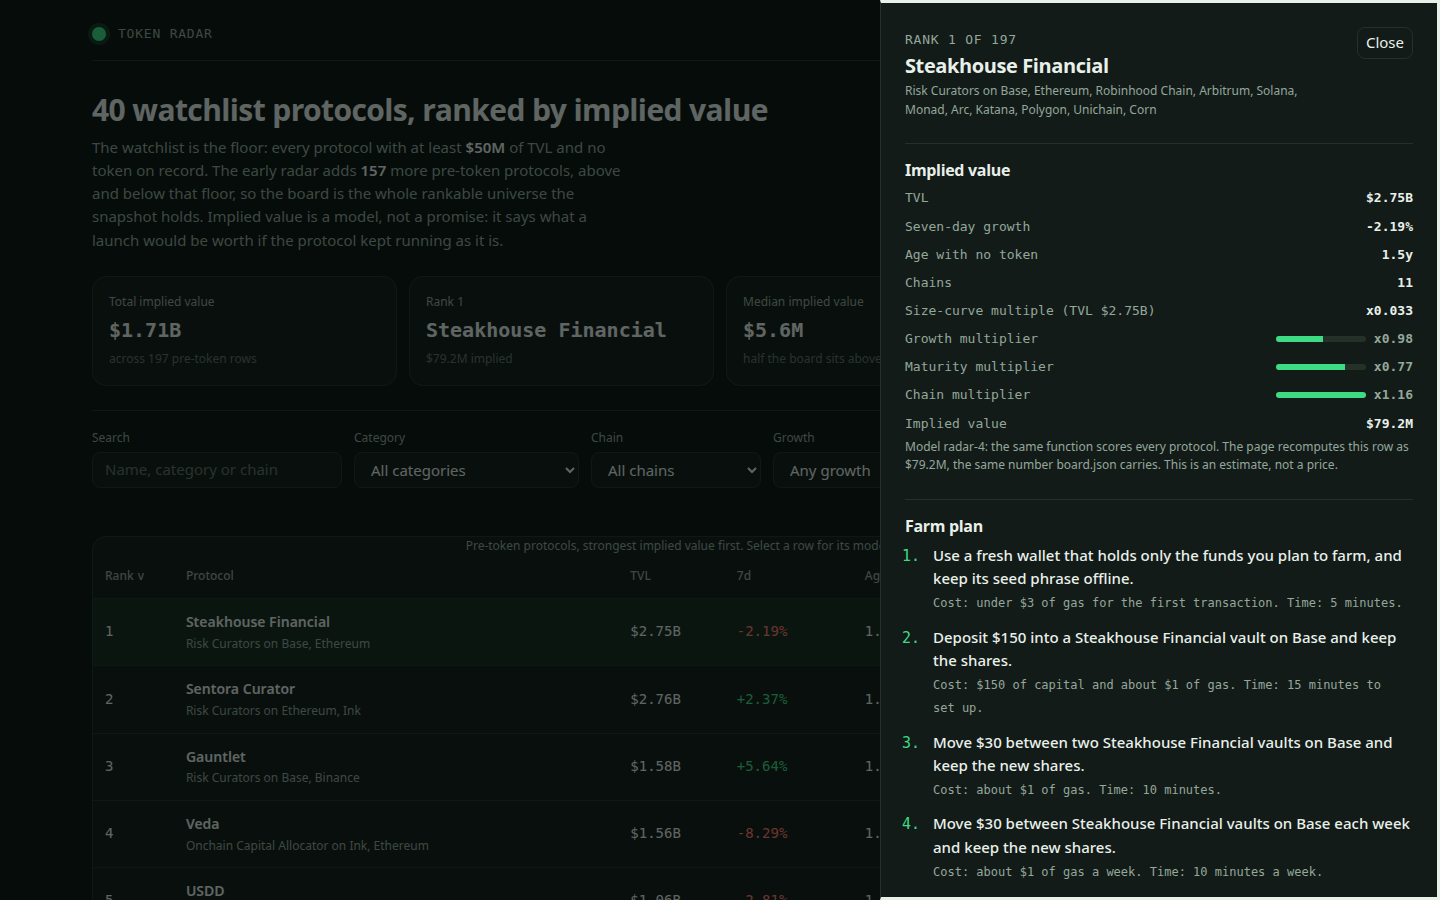 TOKEN RADAR
40 watchlist protocols, ranked by implied value
The watchlist is the floor: every protocol with at least $50M of TVL and no
token on record. The early radar adds 157 more pre-token protocols, above
and below that floor, so the board is the whole rankable universe the
snapshot holds. Implied value is a model, not a promise: it says what a
launch would be worth if the protocol kept running as it is.
Total implied value
$1.71B
across 197 pre-token rows
Rank 1
Steakhouse Financial
$79.2M implied
Median implied value
$5.6M
half the board sits above
Search
Category
Chain
Growth
Name, category or chain
All categories
All chains
Any growth
Pre-token protocols, strongest implied value first. Select a row for its
Rank v
Protocol
TVL
7d
1
Steakhouse Financial
Risk Curators on Base, Ethereum
$2.75B
-2.19%
2
Sentora Curator
Risk Curators on Ethereum, Ink
$2.76B
+2.37%
3
Gauntlet
Risk Curators on Base, Binance
$1.58B
+5.64%
4
Veda
Onchain Capital Allocator on Ink, Ethereum
$1.56B
-8.29%
USDD
RANK 1 OF 197
Close
Steakhouse Financial
Risk Curators on Base, Ethereum, Robinhood Chain, Arbitrum, Solana,
Monad, Arc, Katana, Polygon, Unichain, Corn
Implied value
TVL $2.75B
Seven-day growth -2.19%
Age with no token 1.5y
Chains 11
Size-curve multiple (TVL $2.75B) x0.033
Growth multiplier x0.98
Maturity multiplier x0.77
Chain multiplier x1.16
Implied value $79.2M
Model radar-4: the same function scores every protocol. The page recomputes this row as
$79.2M, the same number board.json carries. This is an estimate, not a price.
Farm plan
1. Use a fresh wallet that holds only the funds you plan to farm, and
keep its seed phrase offline.
Cost: under $3 of gas for the first transaction. Time: 5 minutes.
2. Deposit $150 into a Steakhouse Financial vault on Base and keep
the shares.
Cost: $150 of capital and about $1 of gas. Time: 15 minutes to
set up.
3. Move $30 between two Steakhouse Financial vaults on Base and
keep the new shares.
Cost: about $1 of gas. Time: 10 minutes.
4. Move $30 between Steakhouse Financial vaults on Base each week
and keep the new shares.
Cost: about $1 of gas a week. Time: 10 minutes a week.